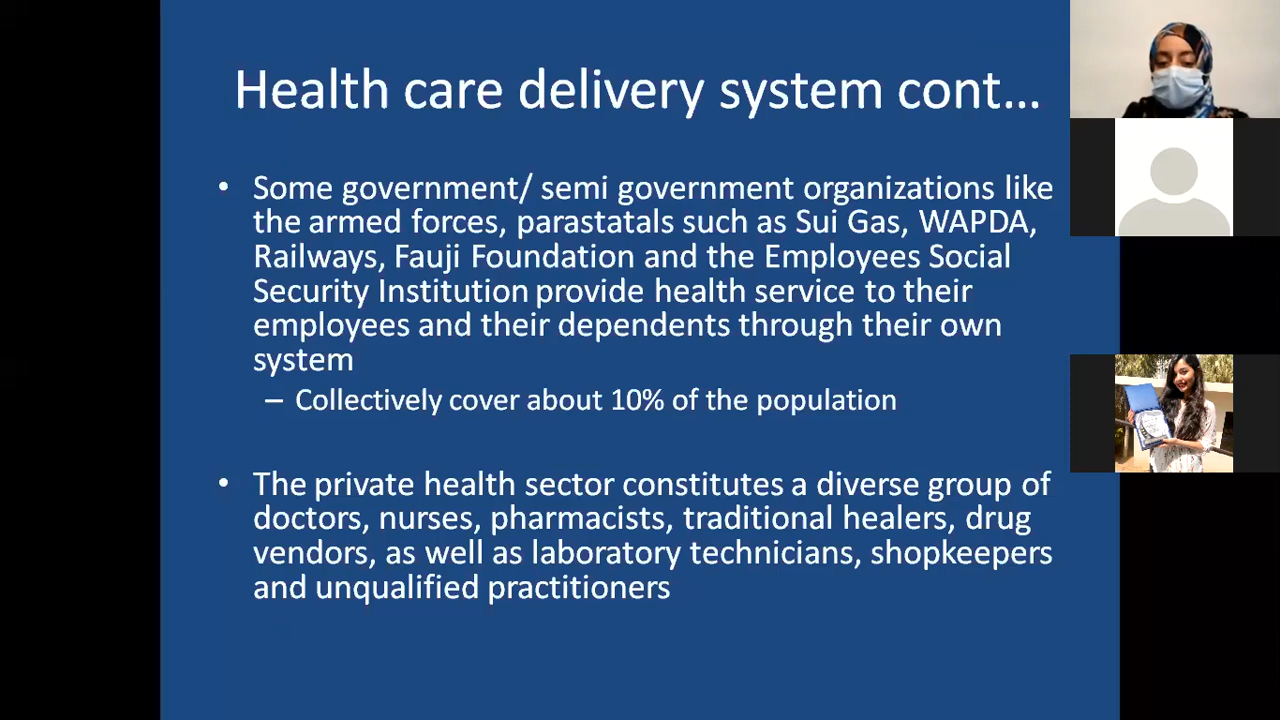 Health care delivery system cont...
• Some government/ semi government organizations like
the armed forces, parastatals such as Sui Gas, WAPDA,
Railways, Fauji Foundation and the Employees Social
Security Institution provide health service to their
employees and their dependents through their own
system
– Collectively cover about 10% of the population
• The private health sector constitutes a diverse group of
doctors, nurses, pharmacists, traditional healers, drug
vendors, as well as laboratory technicians, shopkeepers
and unqualified practitioners